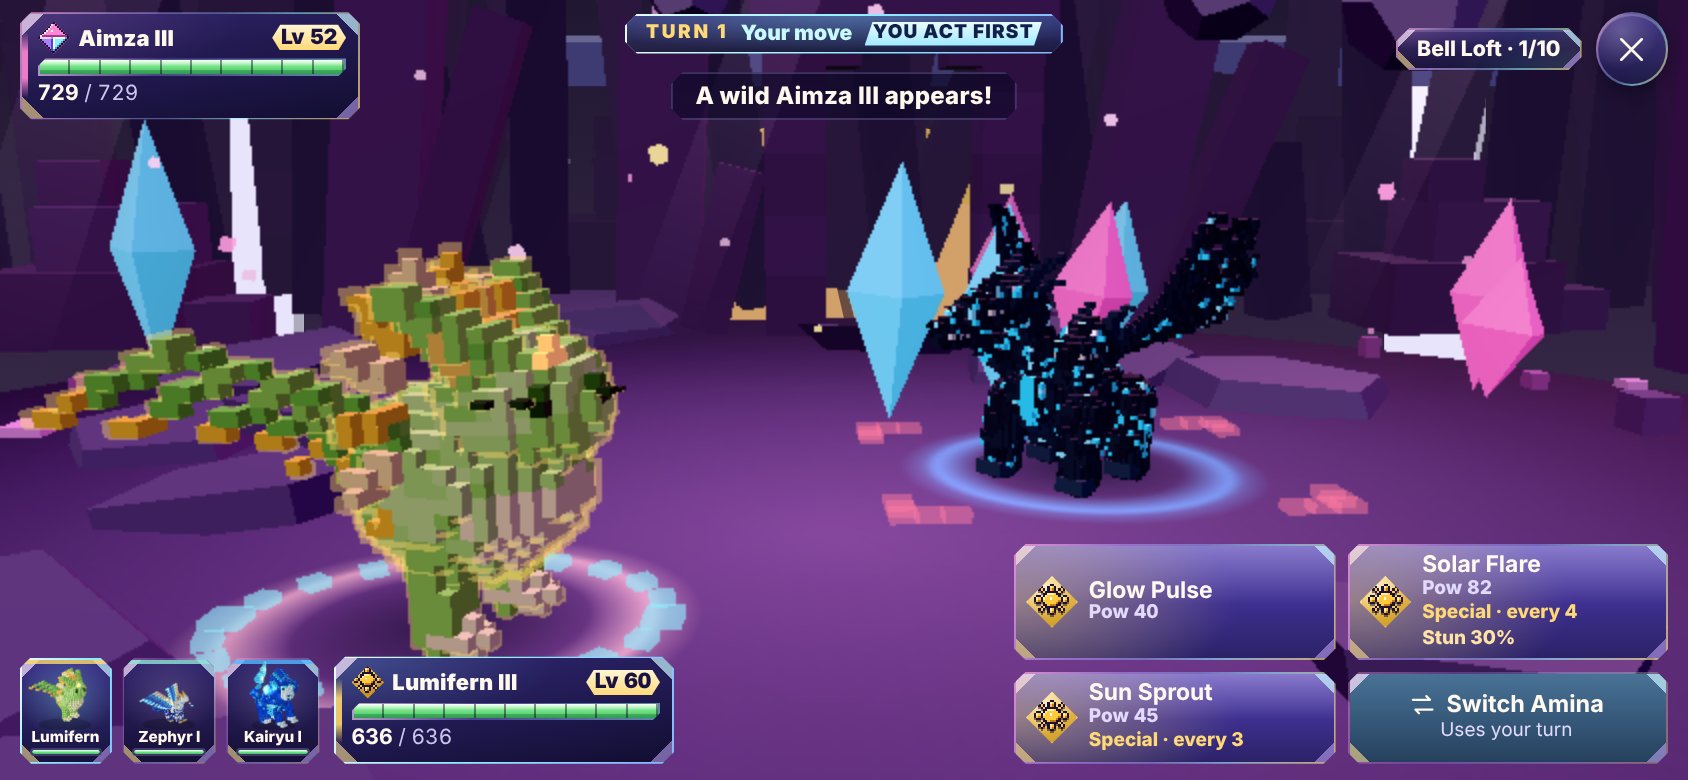 Aimza III
Lv 52
729 / 729
TURN 1 Your move YOU ACT FIRST
A wild Aimza III appears!
Bell Loft · 1/10
Glow Pulse
Pow 40
Solar Flare
Pow 82
Special · every 4
Stun 30%
Sun Sprout
Pow 45
Special · every 3
Switch Amina
Uses your turn
Lumifern
Zephyr I
Kairyu I
Lumifern III
Lv 60
636 / 636